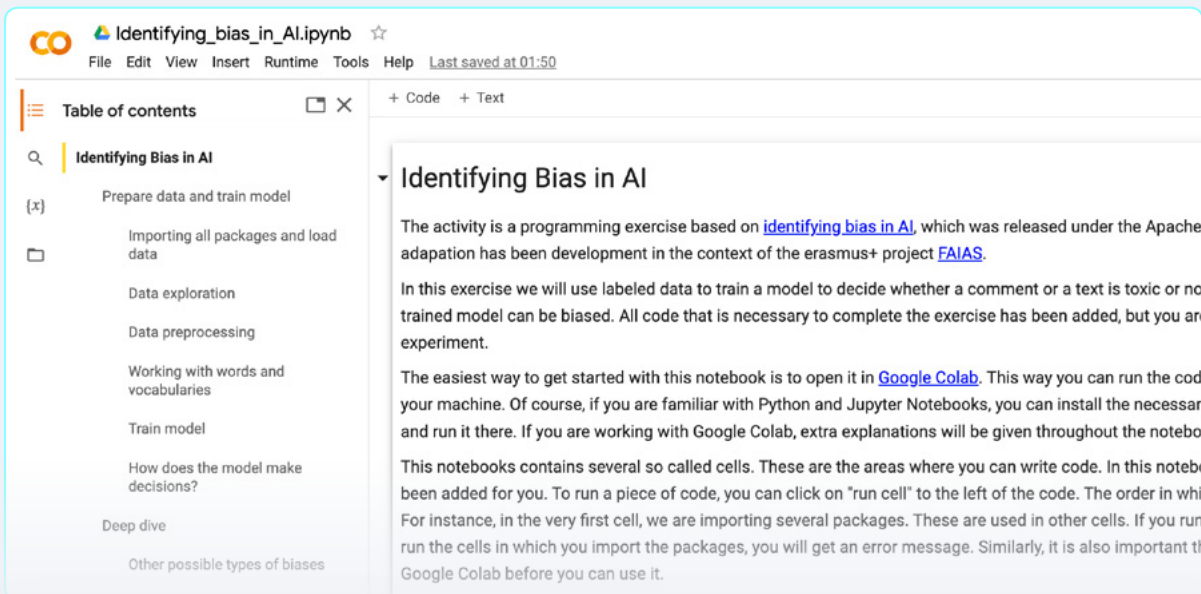 Identifying_bias_in_AI.ipynb
File Edit View Insert Runtime Tools Help Last saved at 01:50
Table of contents
Identifying Bias in AI
Prepare data and train model
Importing all packages and load
data
Data exploration
Data preprocessing
Working with words and
vocabularies
Train model
How does the model make
decisions?
Deep dive
Other possible types of biases
+ Code + Text
Identifying Bias in AI
The activity is a programming exercise based on identifying bias in AI, which was released under the Apache
adapation has been development in the context of the erasmus+ project FAIAS.
In this exercise we will use labeled data to train a model to decide whether a comment or a text is toxic or no
trained model can be biased. All code that is necessary to complete the exercise has been added, but you are
experiment.
The easiest way to get started with this notebook is to open it in Google Colab. This way you can run the cod
your machine. Of course, if you are familiar with Python and Jupyter Notebooks, you can install the necessar
and run it there. If you are working with Google Colab, extra explanations will be given throughout the notebo
This notebooks contains several so called cells. These are the areas where you can write code. In this notebo
been added for you. To run a piece of code, you can click on "run cell" to the left of the code. The order in whi
For instance, in the very first cell, we are importing several packages. These are used in other cells. If you run
run the cells in which you import the packages, you will get an error message. Similarly, it is also important th
Google Colab before you can use it.